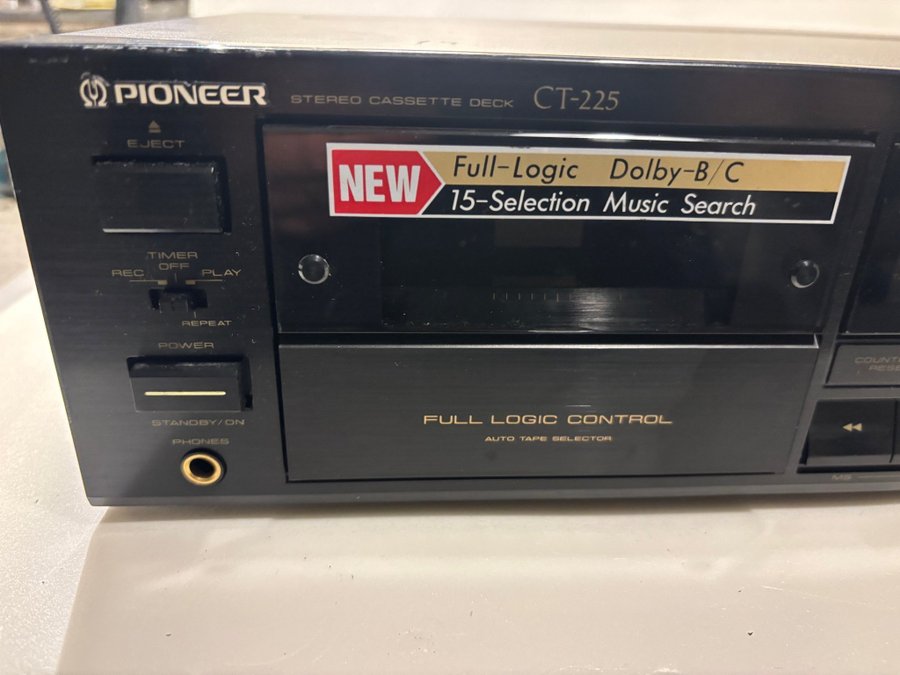 PIONEER STEREO CASSETTE DECK CT-225
EJECT
NEW Full-Logic Dolby-B/C
15-Selection Music Search
TIMER
OFF
REC PLAY
REPEAT
POWER
STANDBY/ON
PHONES
FULL LOGIC CONTROL
AUTO TAPE SELECTOR
MS